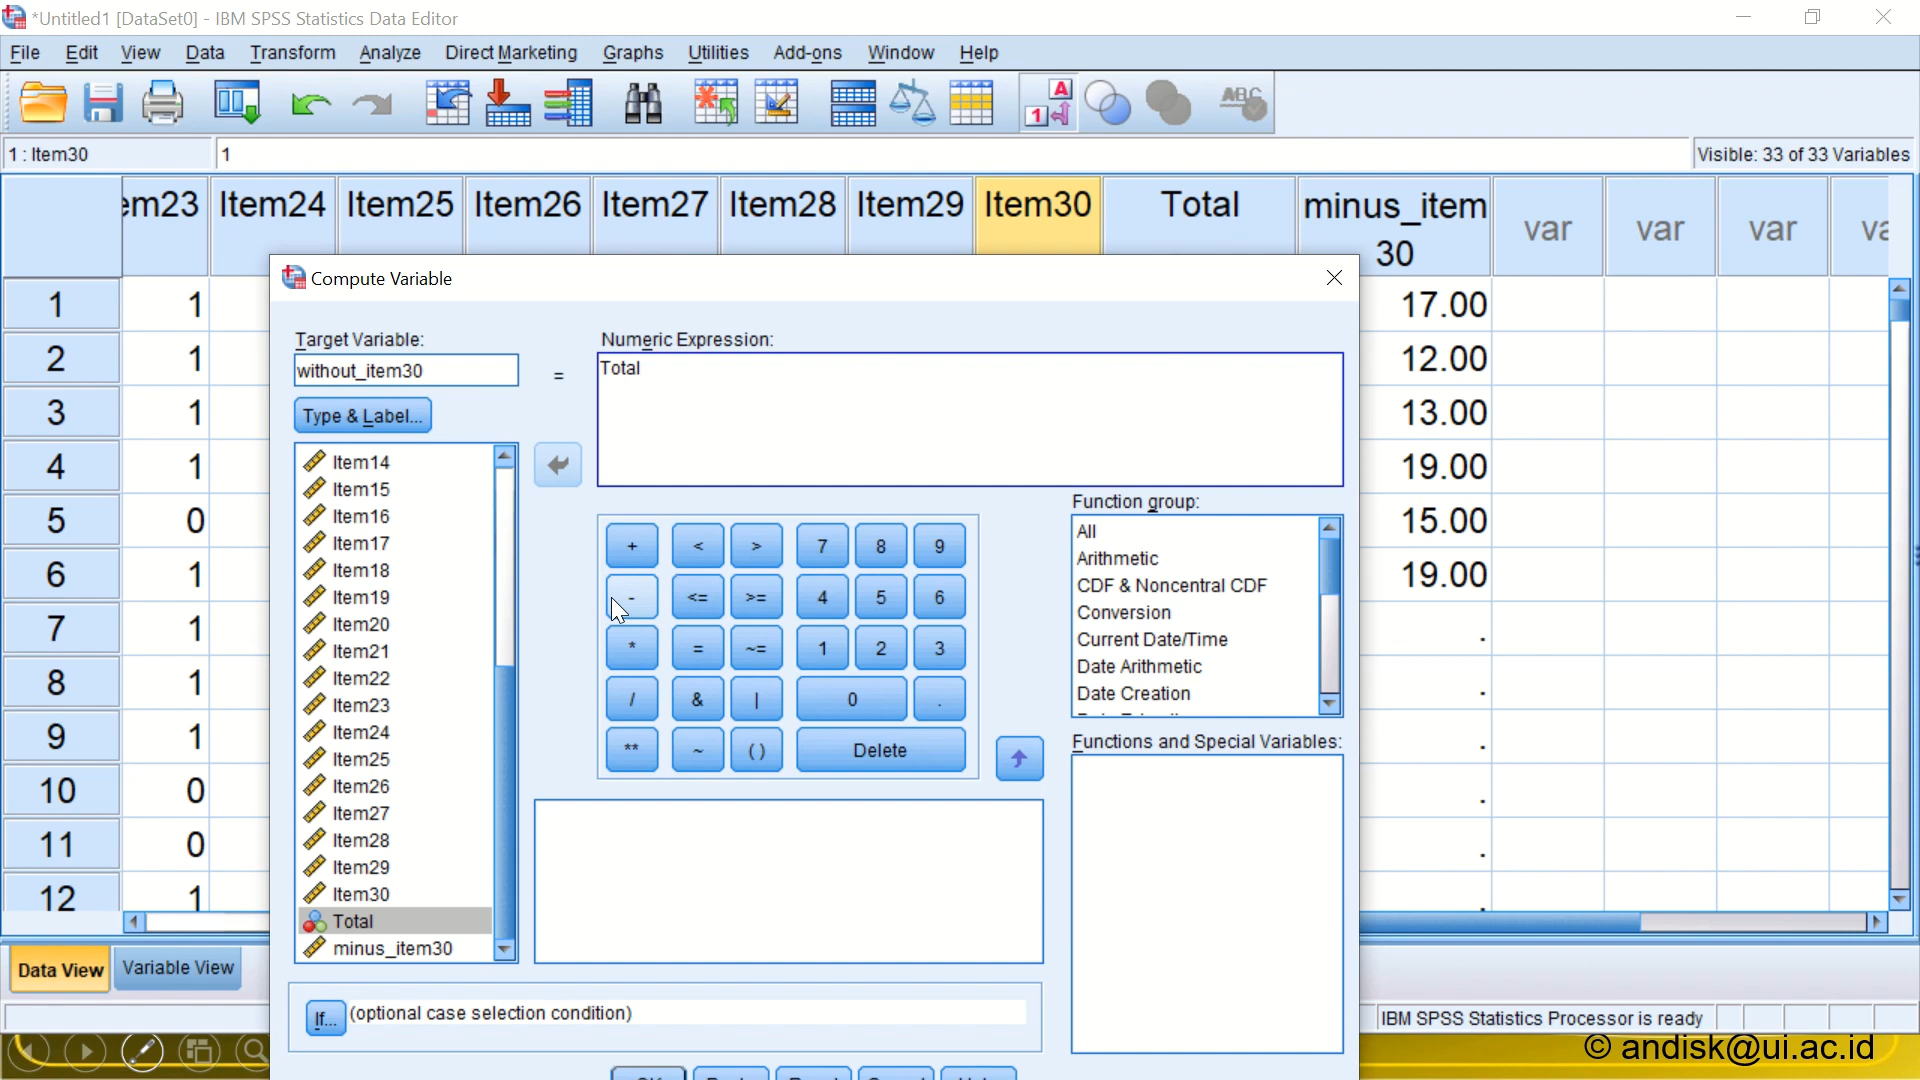 *Untitled1 [DataSet0] - IBM SPSS Statistics Data Editor
File Edit View Data Transform Analyze Direct Marketing Graphs Utilities Add-ons Window Help
1 : Item30 1 Visible: 33 of 33 Variables
Item24 Item25 Item26 Item27 Item28 Item29 Item30 Total minus_item30 var var var
1 1 17.00
2 1 12.00
3 1 13.00
4 1 19.00
5 0 15.00
6 1 19.00
7 1 .
8 1 .
9 1 .
10 0 .
11 0 .
12 1 .
Compute Variable
Target Variable:
without_item30
=
Numeric Expression:
Total
Type & Label...
Item14
Item15
Item16
Item17
Item18
Item19
Item20
Item21
Item22
Item23
Item24
Item25
Item26
Item27
Item28
Item29
Item30
Total
minus_item30
+ < > 7 8 9
- <= >= 4 5 6
* = ~= 1 2 3
/ & | 0 .
** ~ ( ) Delete
Function group:
All
Arithmetic
CDF & Noncentral CDF
Conversion
Current Date/Time
Date Arithmetic
Date Creation
Functions and Special Variables:
If... (optional case selection condition)
Data View Variable View
IBM SPSS Statistics Processor is ready
© andisk@ui.ac.id